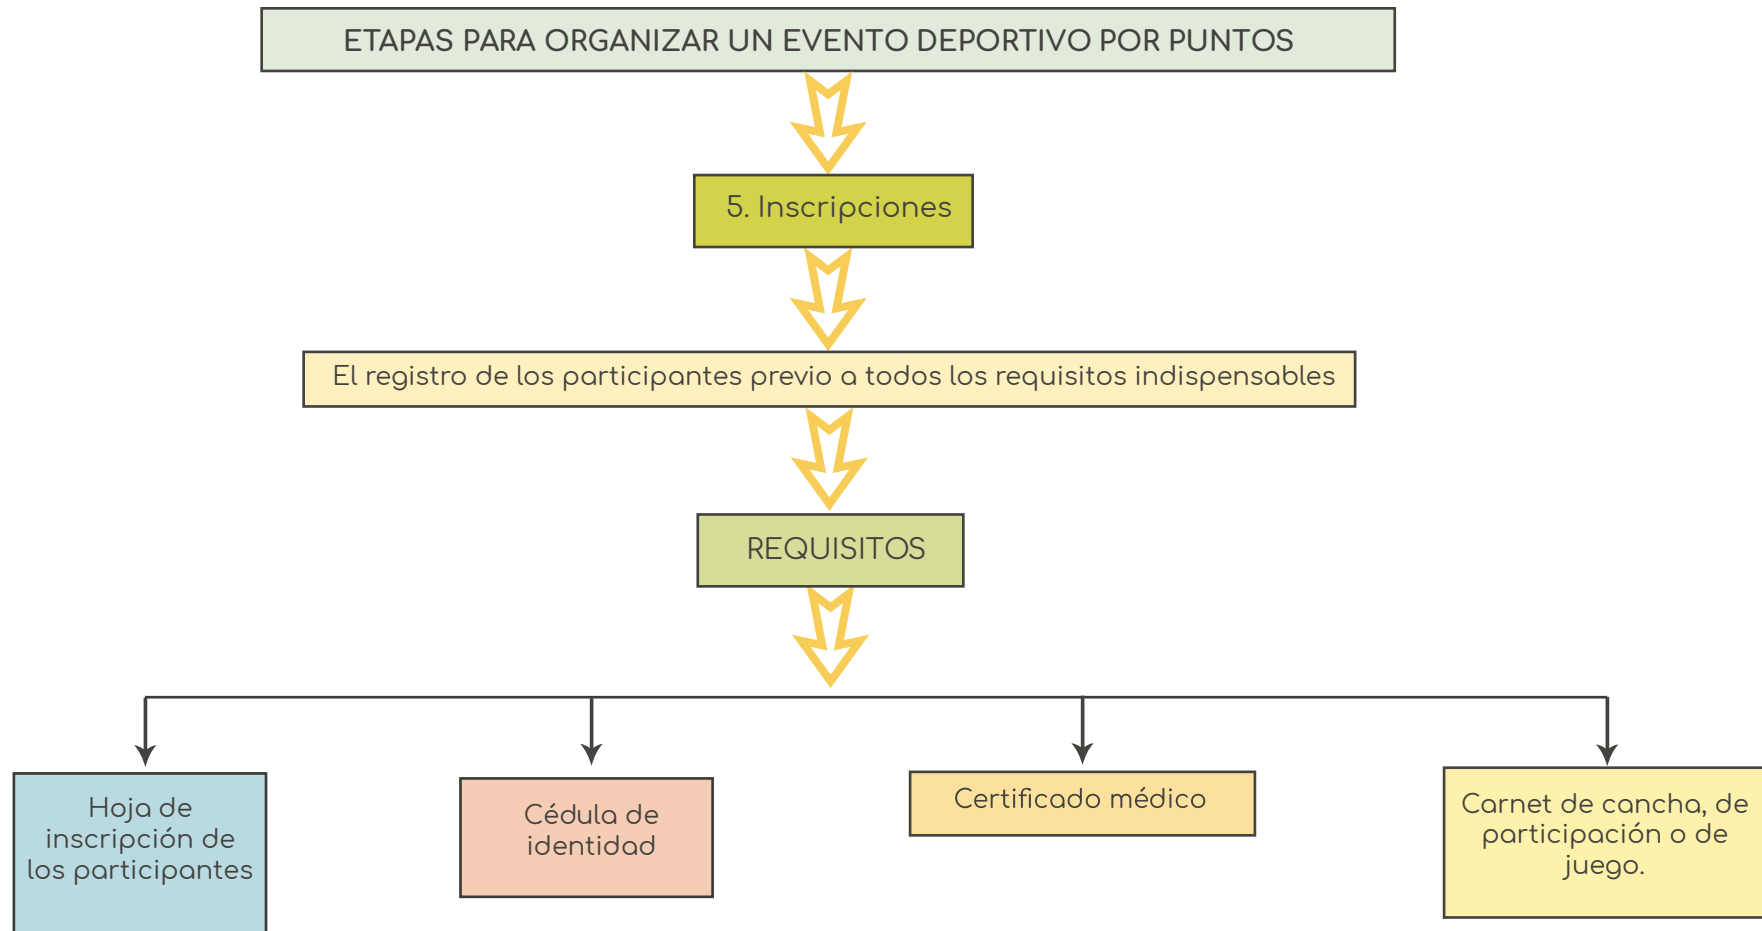 ETAPAS PARA ORGANIZAR UN EVENTO DEPORTIVO POR PUNTOS
5. Inscripciones
El registro de los participantes previo a todos los requisitos indispensables
REQUISITOS
Hoja de
inscripción de
los participantes
Cédula de
identidad
Certificado médico
Carnet de cancha, de
participación o de
juego.